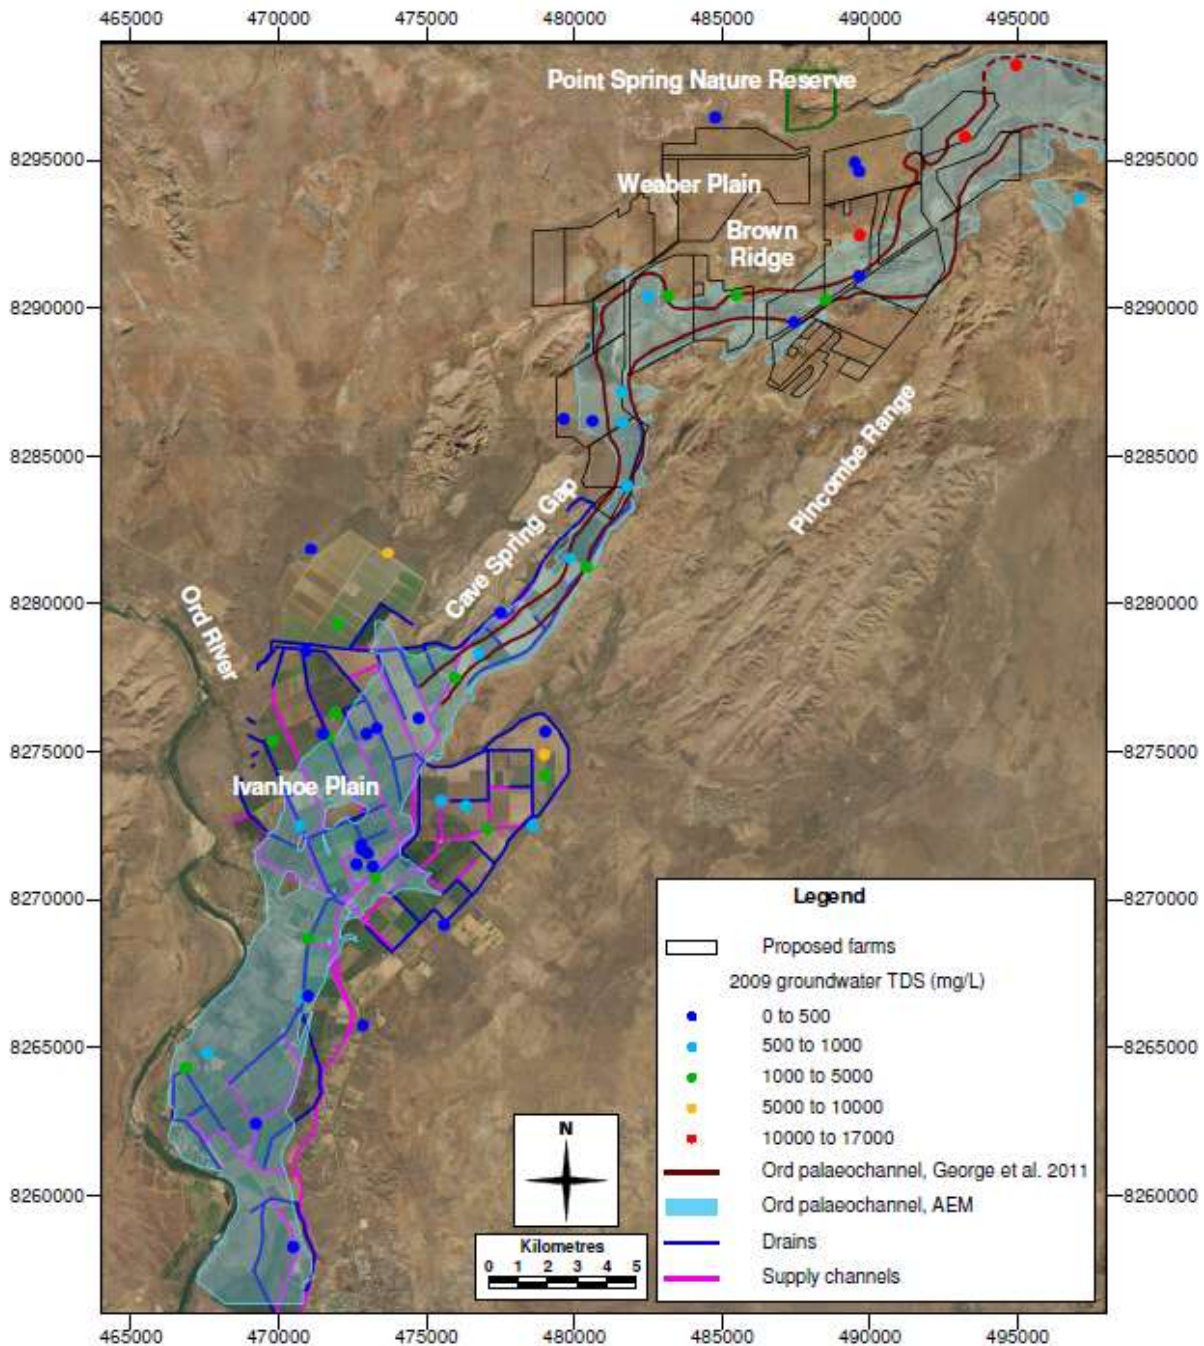 465000 470000 475000 480000 485000 490000 495000
Point Spring Nature Reserve
8295000 8295000
Weaber Plain
Brown
Ridge
8290000 8290000
Pincombe Range
8285000 8285000
Cave Spring Gap
8280000 8280000
Ord River
8275000 8275000
Ivanhoe Plain
8270000 8270000
Legend
Proposed farms
2009 groundwater TDS (mg/L)
0 to 500
500 to 1000
1000 to 5000
5000 to 10000
10000 to 17000
Ord palaeochannel, George et al. 2011
Ord palaeochannel, AEM
Drains
Supply channels
8265000 8265000
N
8260000 8260000
Kilometres
0 1 2 3 4 5
465000 470000 475000 480000 485000 490000 495000